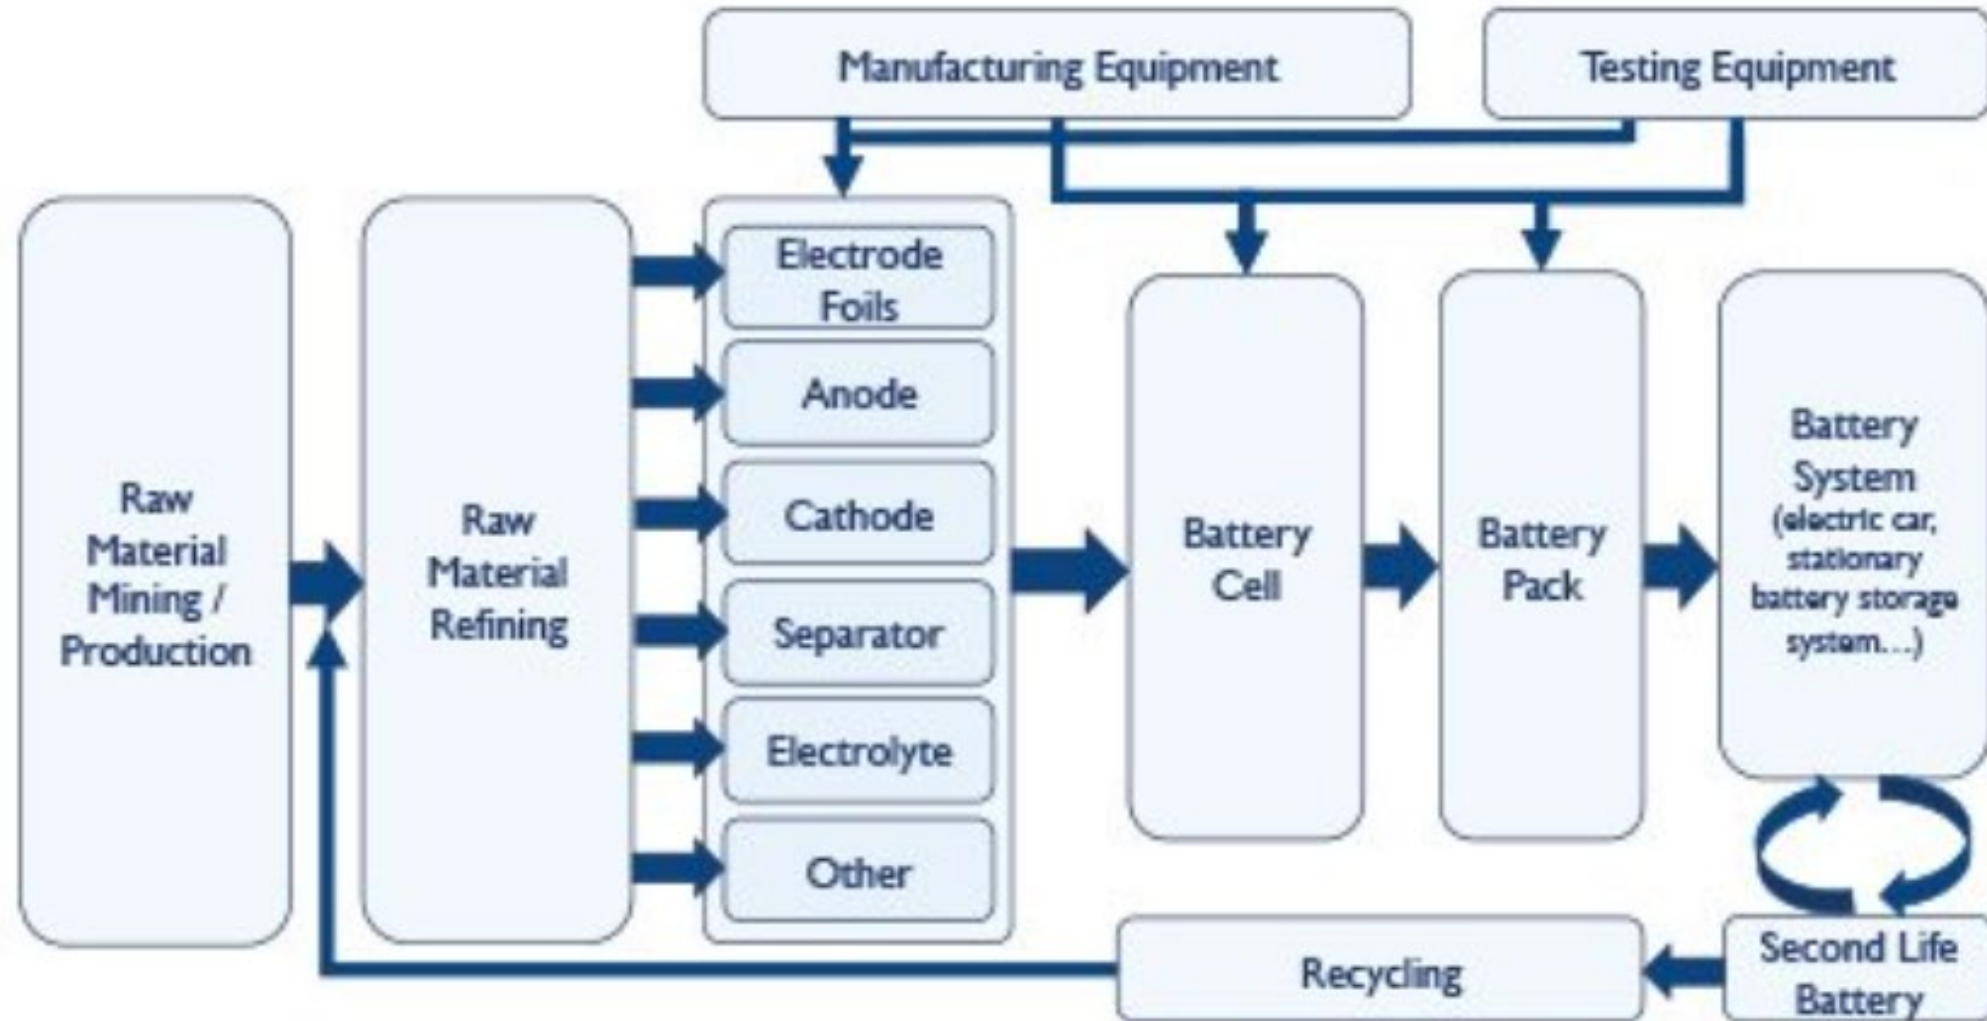 Manufacturing Equipment
Testing Equipment
Raw
Material
Mining /
Production
Raw
Material
Refining
Electrode
Foils
Anode
Cathode
Separator
Electrolyte
Other
Battery
Cell
Battery
Pack
Battery
System
(electric car,
stationary
battery storage
system...)
Recycling
Second Life
Battery